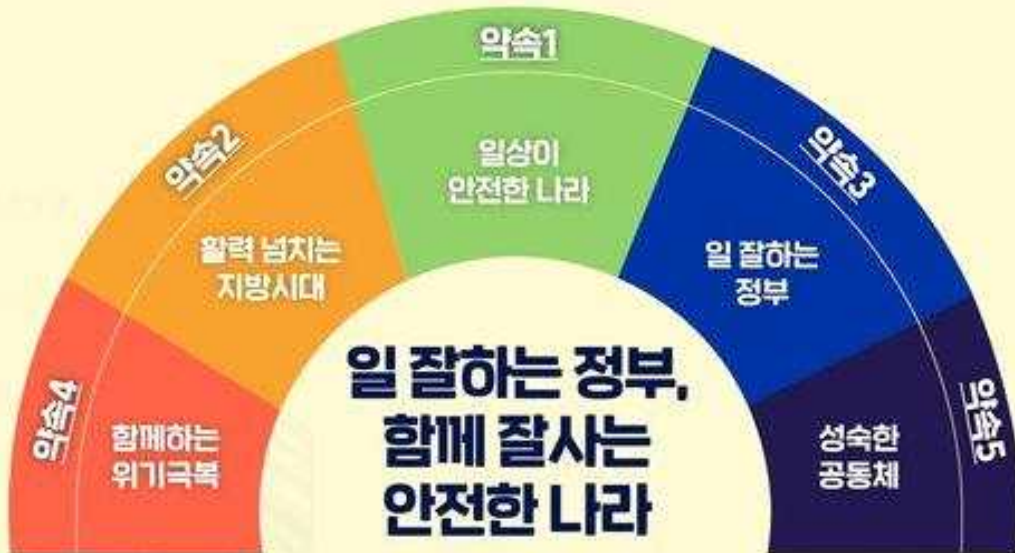 약속1
일상이
안전한 나라
약속2
활력 넘치는
지방시대
약속3
일 잘하는
정부
약속4
함께하는
위기극복
약속5
성숙한
공동체
일 잘하는 정부,
함께 잘사는
안전한 나라